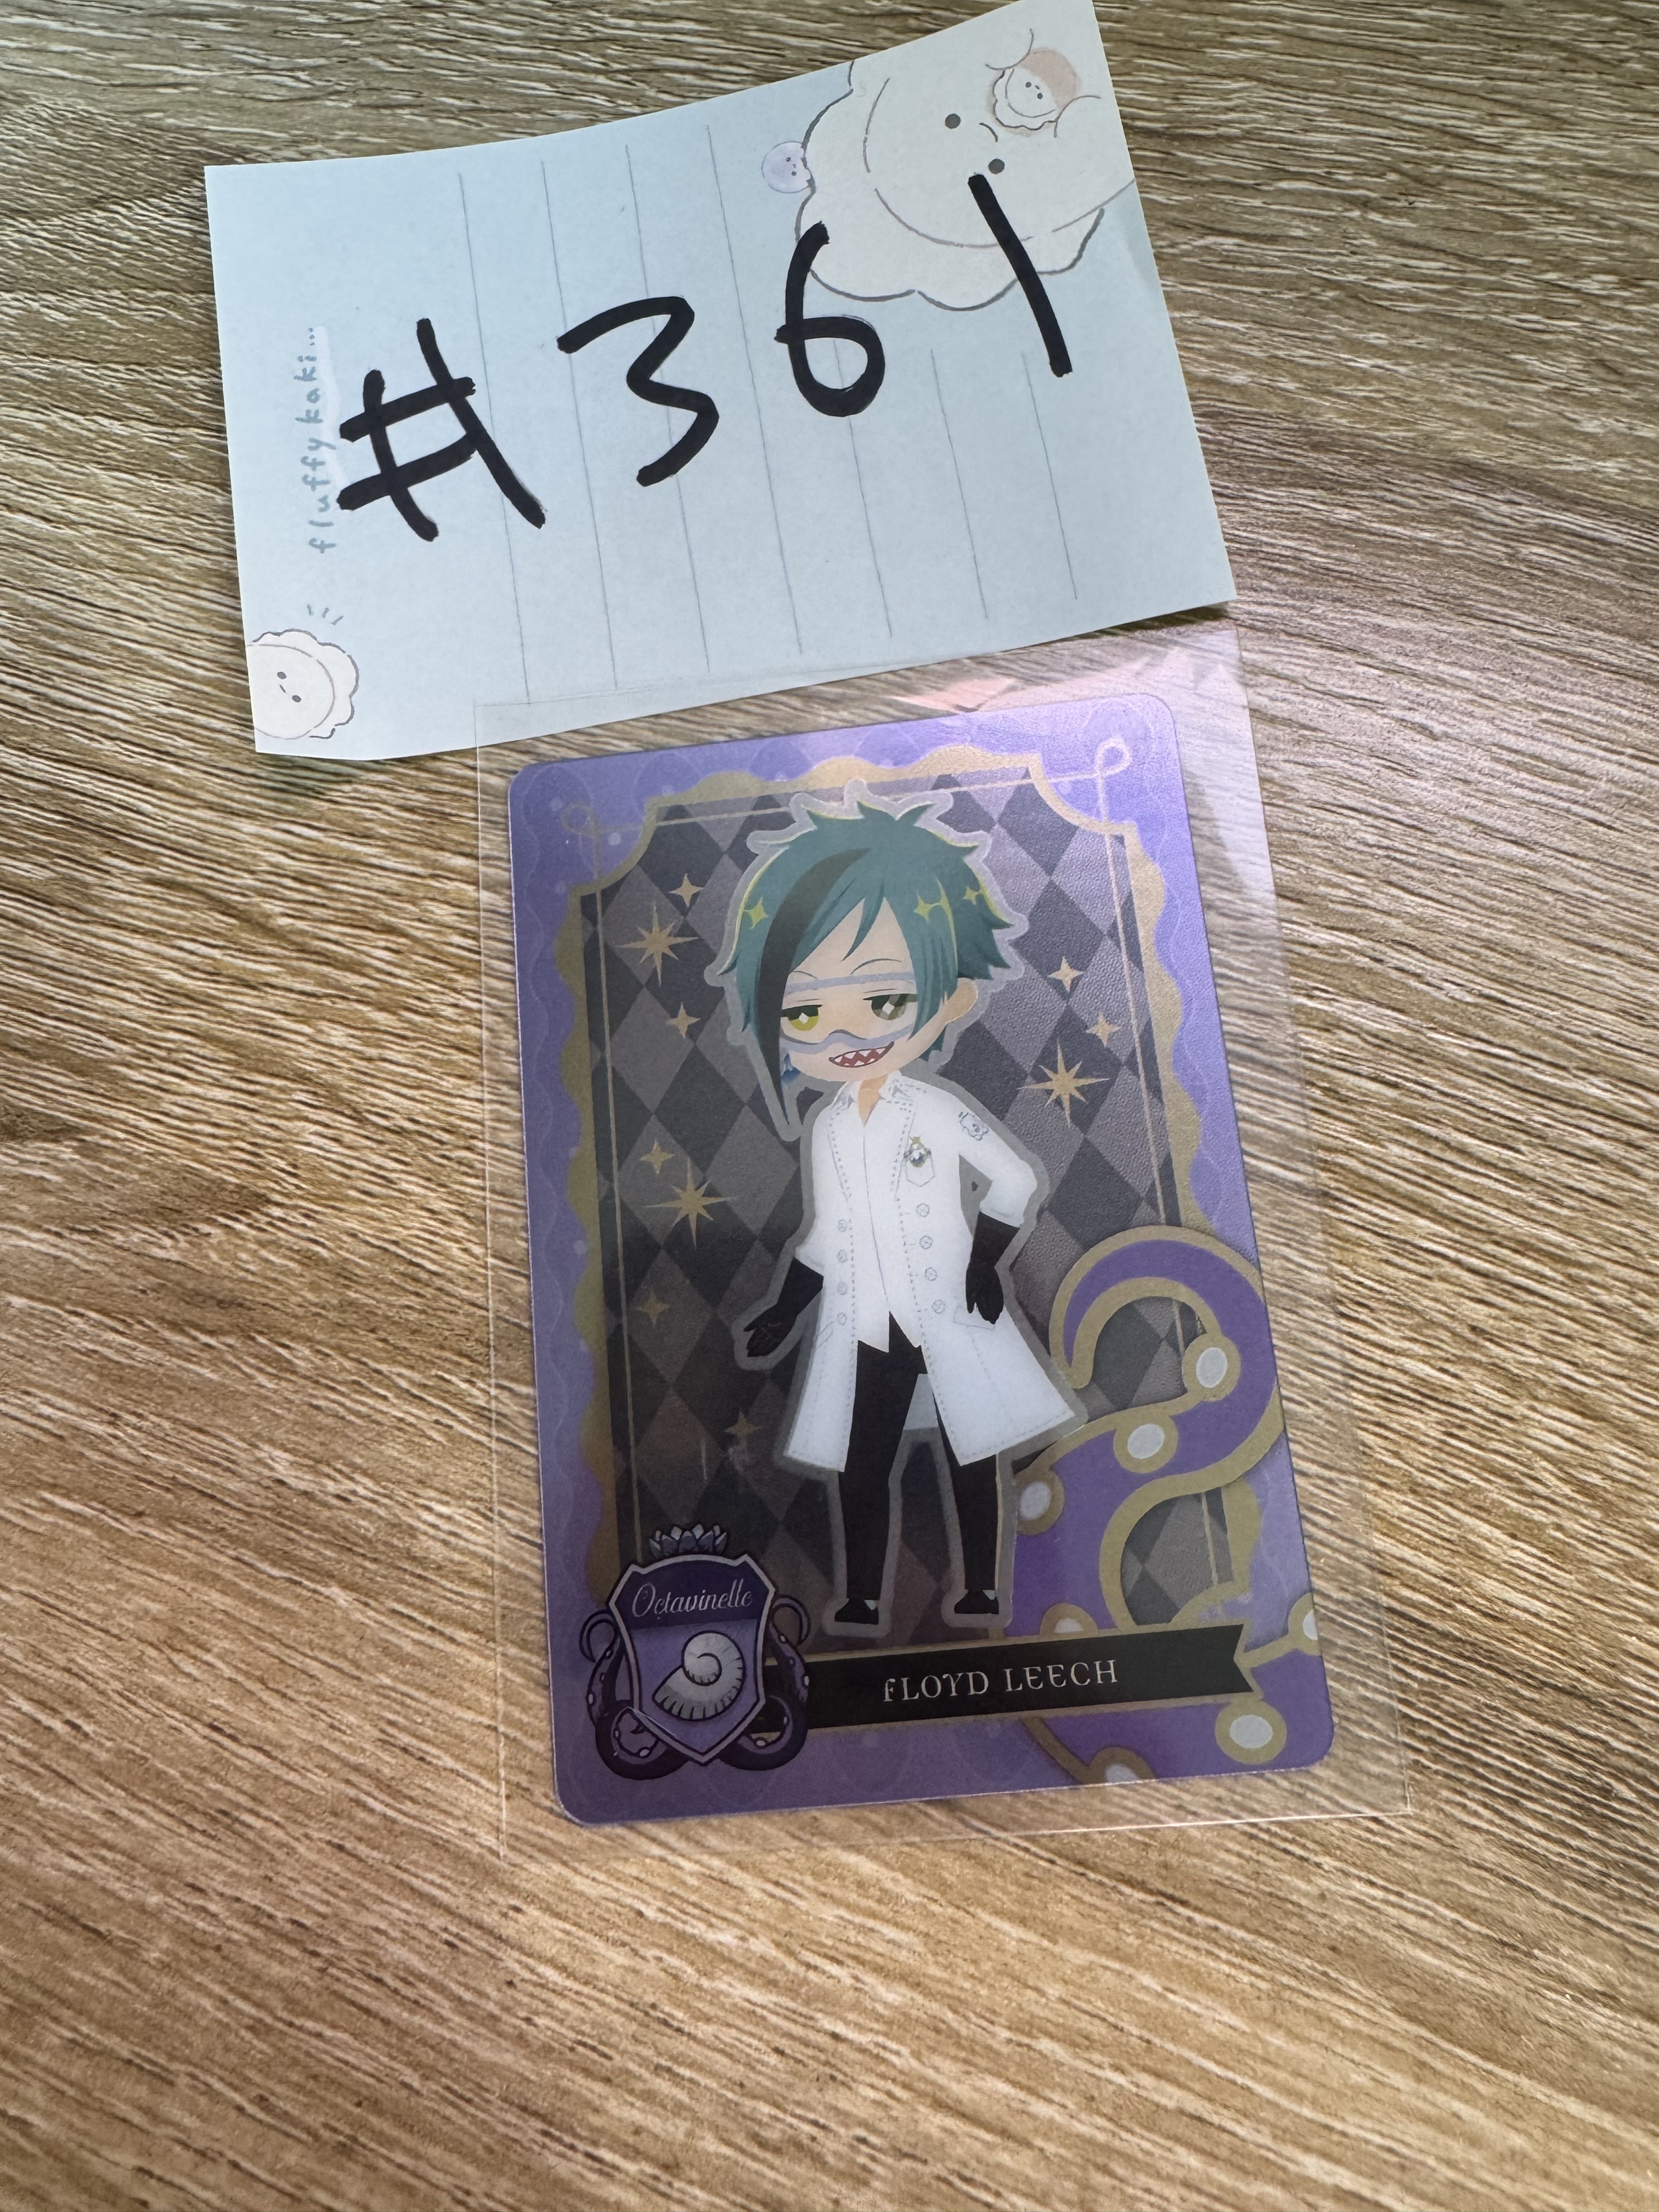 #361
fluffy kaki...
Octavinelle
FLOYD LEECH